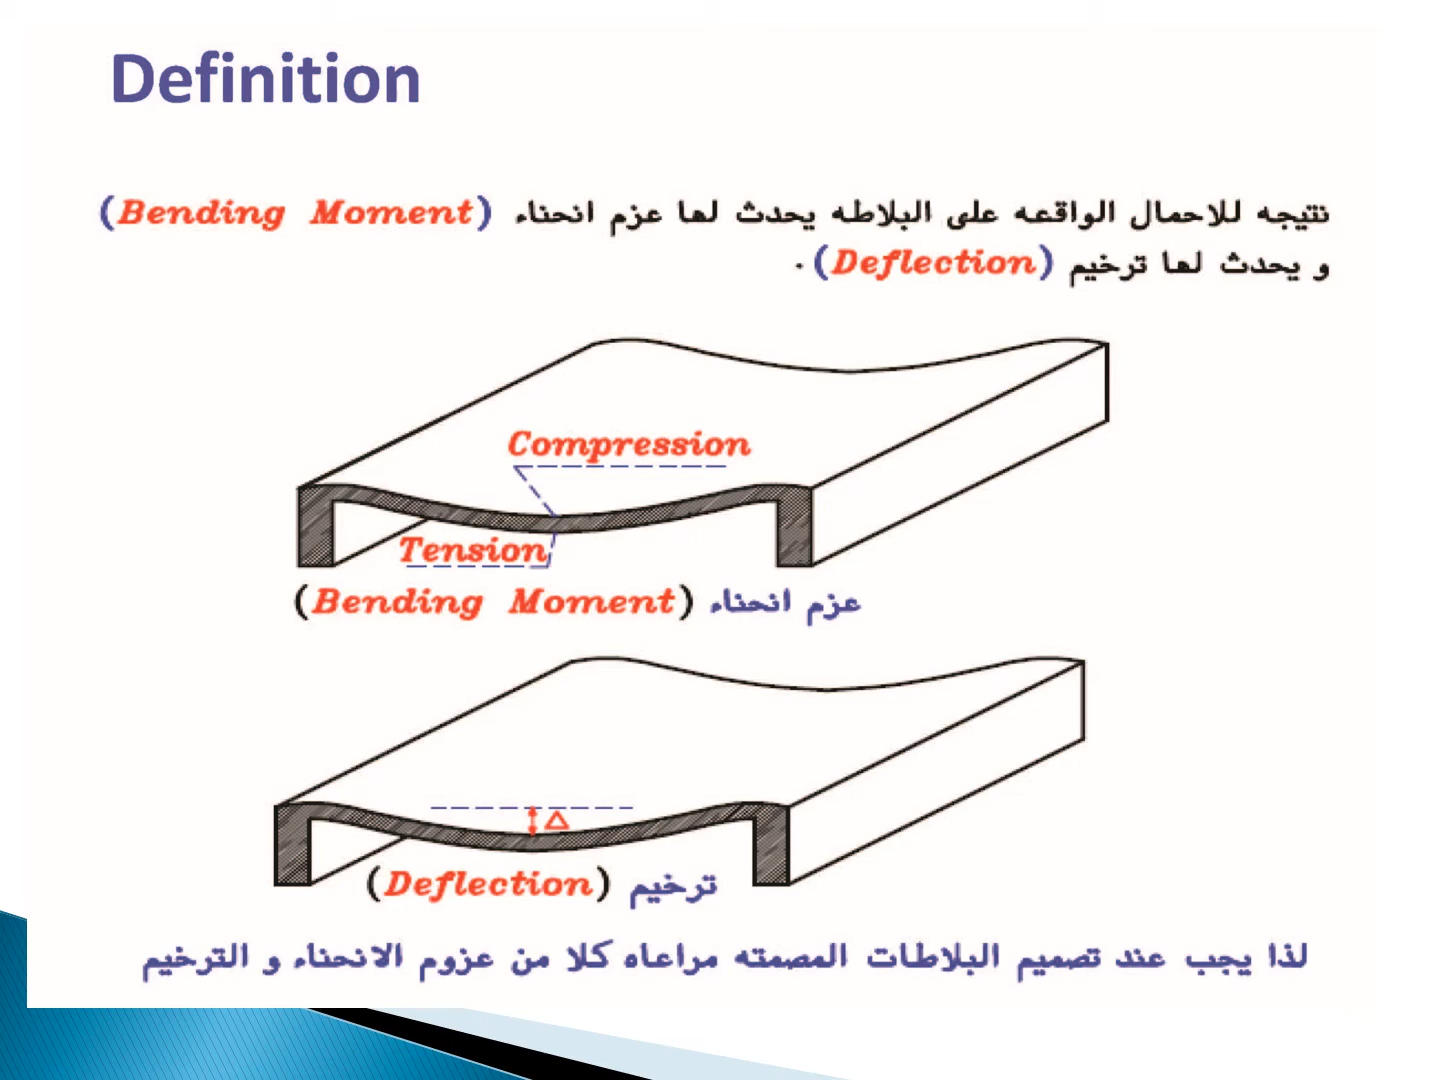 Definition
نتيجه للاحمال الواقعه على البلاطه يحدث لها عزم انحناء (Bending Moment)
و يحدث لها ترخيم (Deflection).
Compression
Tension
عزم انحناء (Bending Moment)
Δ
ترخيم (Deflection)
لذا يجب عند تصميم البلاطات المصمته مراعاه كلا من عزوم الانحناء و الترخيم